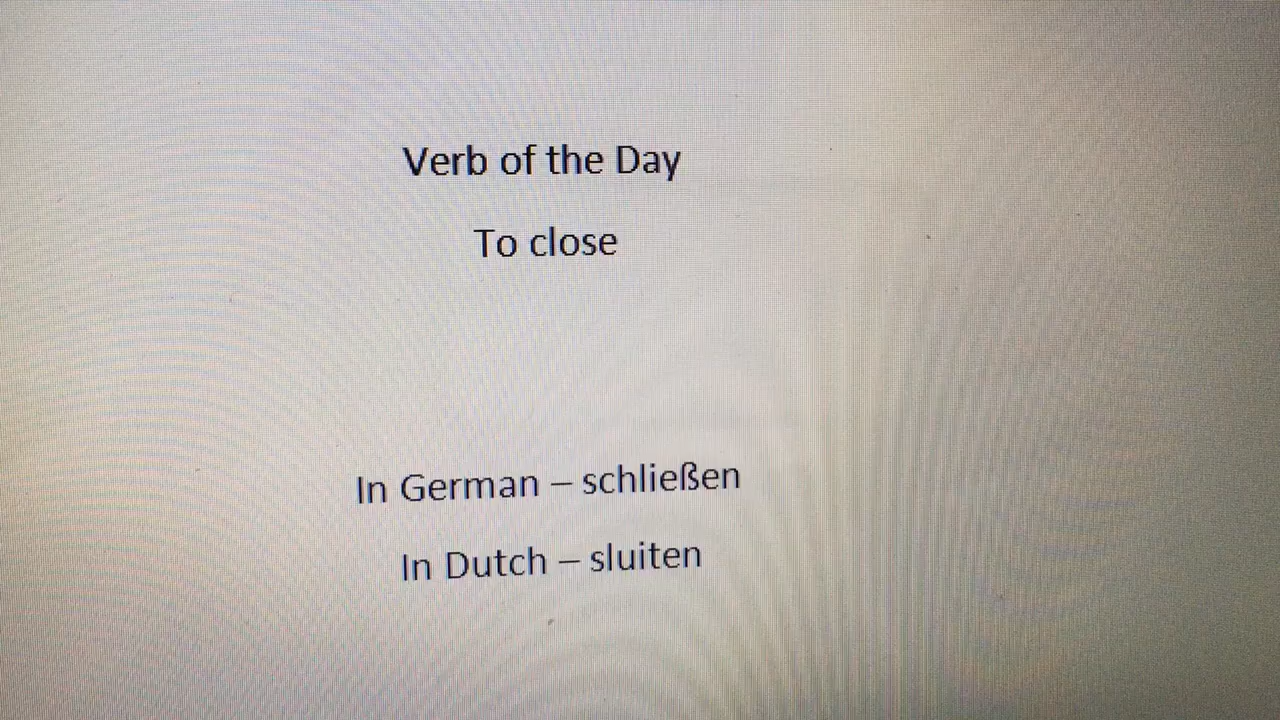 Verb of the Day
To close
In German – schließen
In Dutch – sluiten